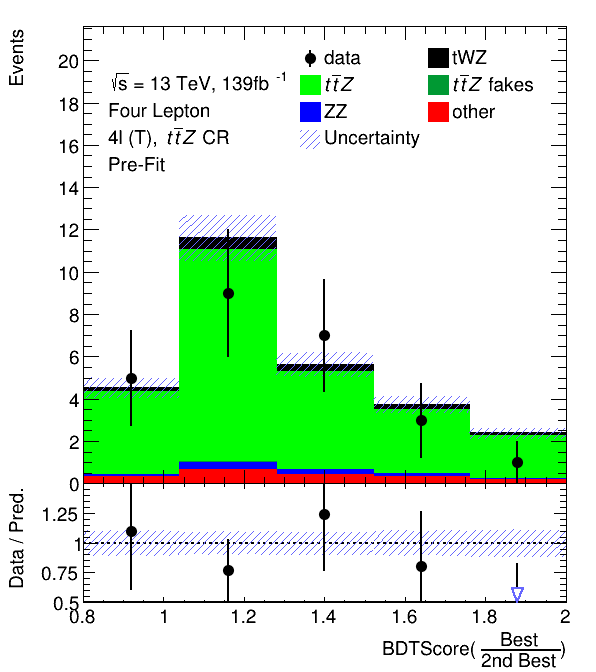 Events
20
18
16
14
12
10
8
6
4
2
0
√s = 13 TeV, 139fb⁻¹
Four Lepton
4l (T), tt̄Z CR
Pre-Fit
data
tWZ
tt̄Z
tt̄Z fakes
ZZ
other
Uncertainty
Data / Pred.
1.25
1
0.75
0.5
0.8 1 1.2 1.4 1.6 1.8 2
BDTScore(Best/2nd Best)